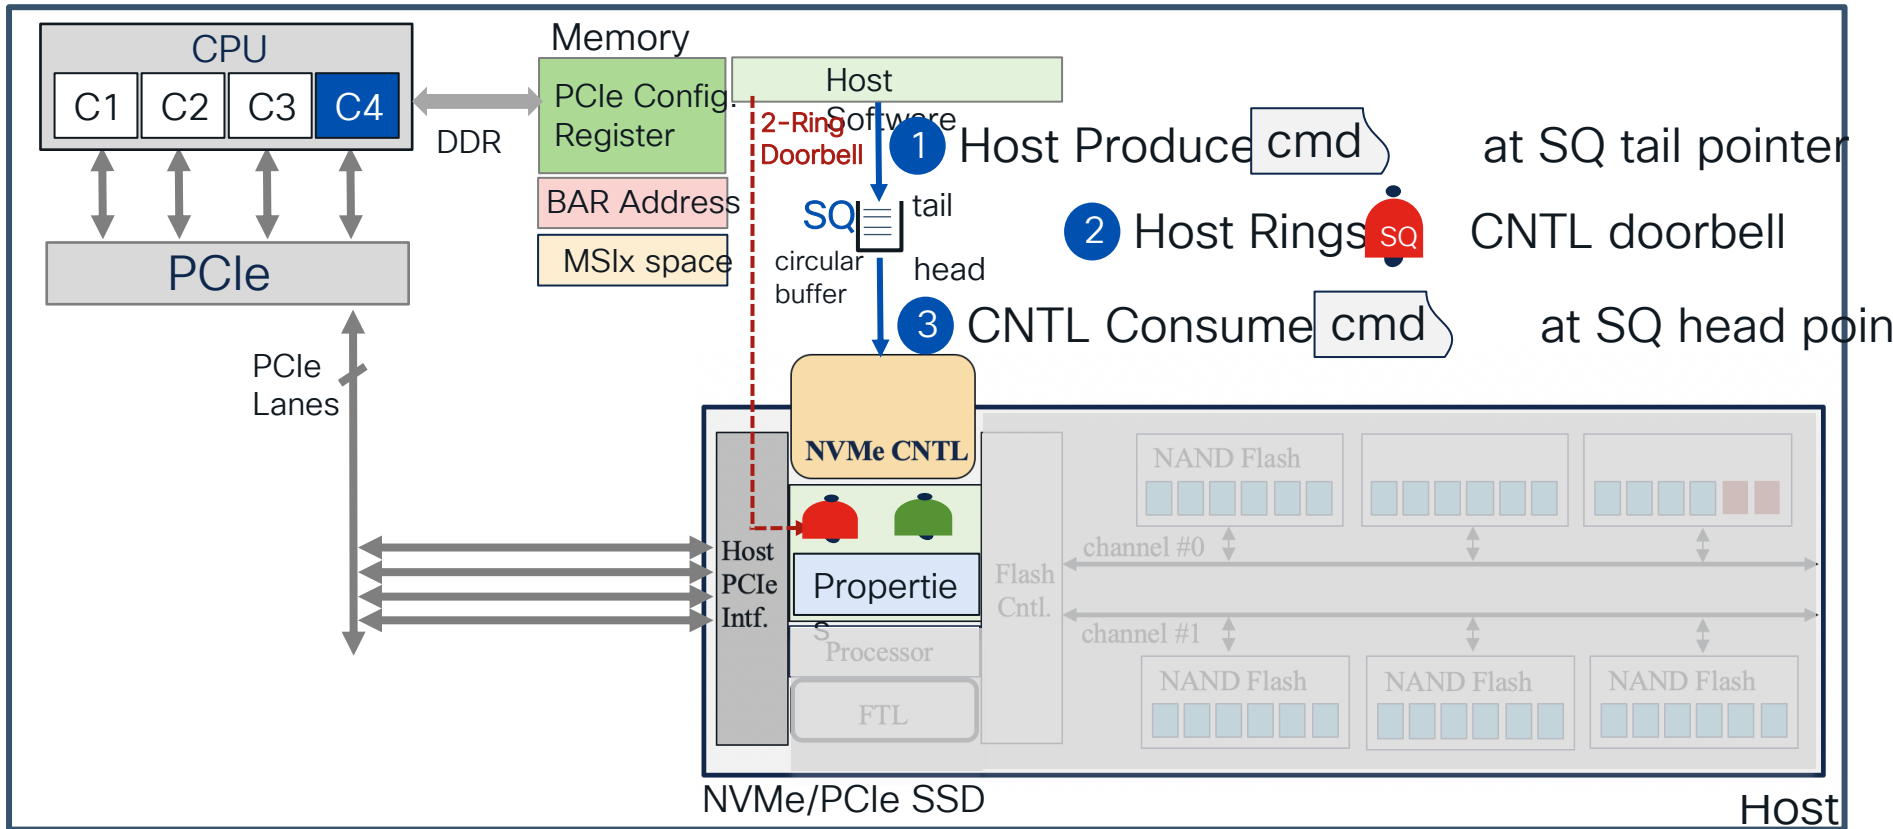 CPU
C1 C2 C3 C4
DDR
PCIe
PCIe
Lanes
Memory
PCIe Config.
Register
BAR Address
MSIx space
Host
Software
2-Ring
Doorbell
1 Host Produce cmd at SQ tail pointer
SQ
tail
2 Host Rings SQ CNTL doorbell
circular
buffer
head
3 CNTL Consume cmd at SQ head poin
NVMe CNTL
Host
PCIe
Intf.
Propertie
s
Processor
FTL
Flash
Cntl.
NAND Flash
channel #0
channel #1
NAND Flash
NAND Flash
NAND Flash
NVMe/PCIe SSD
Host